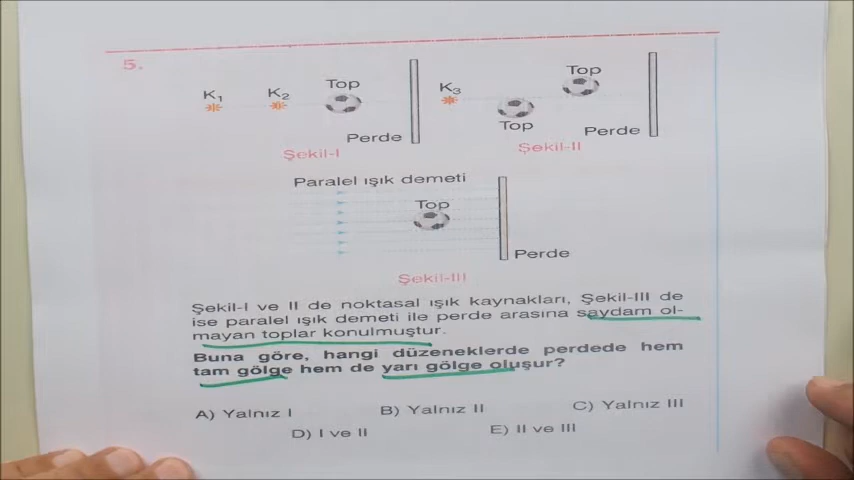 5.
K1 K2 Top
Perde
Şekil-I
K3 Top
Top
Perde
Şekil-II
Paralel ışık demeti
Top
Perde
Şekil-III
Şekil-I ve II de noktasal ışık kaynakları, Şekil-III de
ise paralel ışık demeti ile perde arasına saydam ol-
mayan toplar konulmuştur.
Buna göre, hangi düzeneklerde perdede hem
tam gölge hem de yarı gölge oluşur?
A) Yalnız I B) Yalnız II C) Yalnız III
D) I ve II E) II ve III